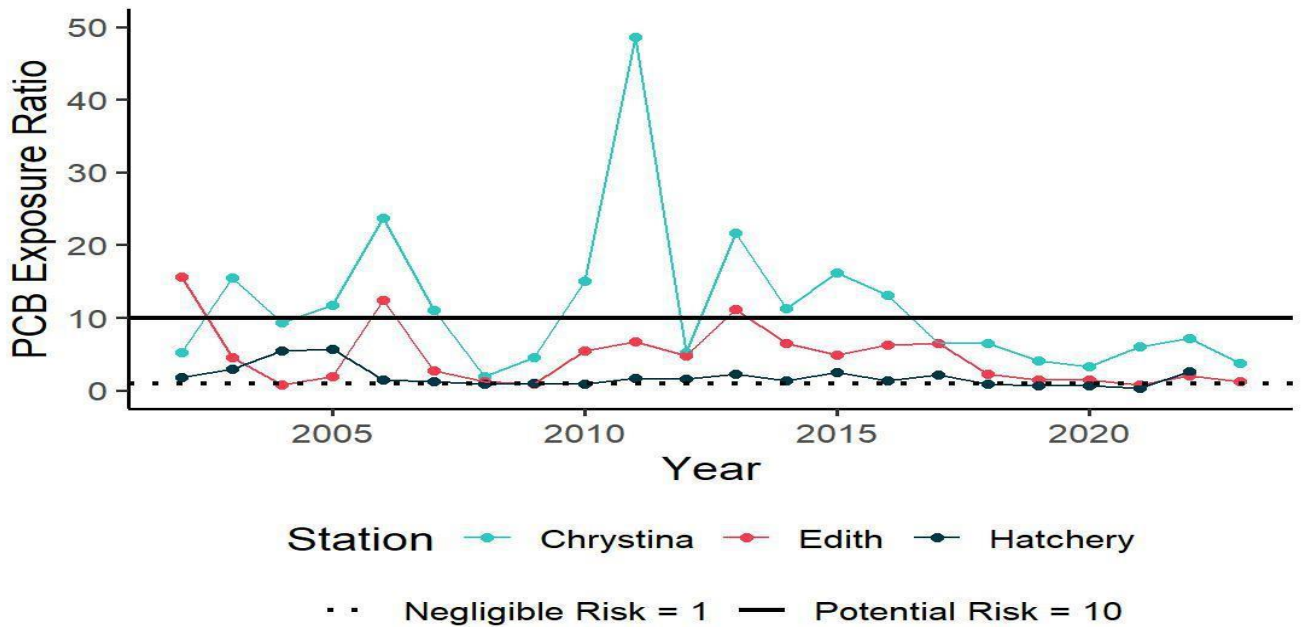 PCB Exposure Ratio
50
40
30
20
10
0
2005 2010 2015 2020
Year
Station Chrystina Edith Hatchery
Negligible Risk = 1 Potential Risk = 10